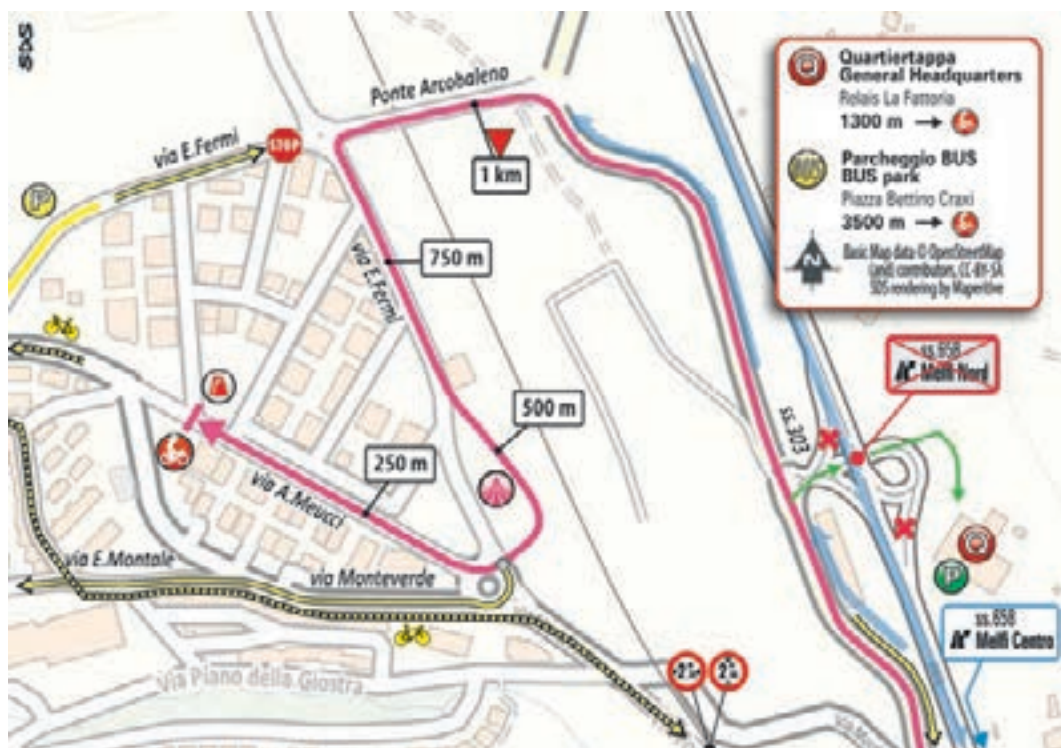 SDS
Ponte Arcobaleno
via E.Fermi
STOP
P
1 km
750 m
via E.Fermi
500 m
250 m
via A.Meucci
via E.Montale
via Monteverde
Via Piano della Giostra
ss.303
ss.658
Melfi Nord
ss.658
Melfi Centro
P
Quartiertappa
General Headquarters
Relais La Fattoria
1300 m
BUS
Parcheggio BUS
BUS park
Piazza Bettino Craxi
3500 m
Basic Map data © OpenStreetMap
(and) contributors, CC-BY-SA
SDS rendering by Maperitive